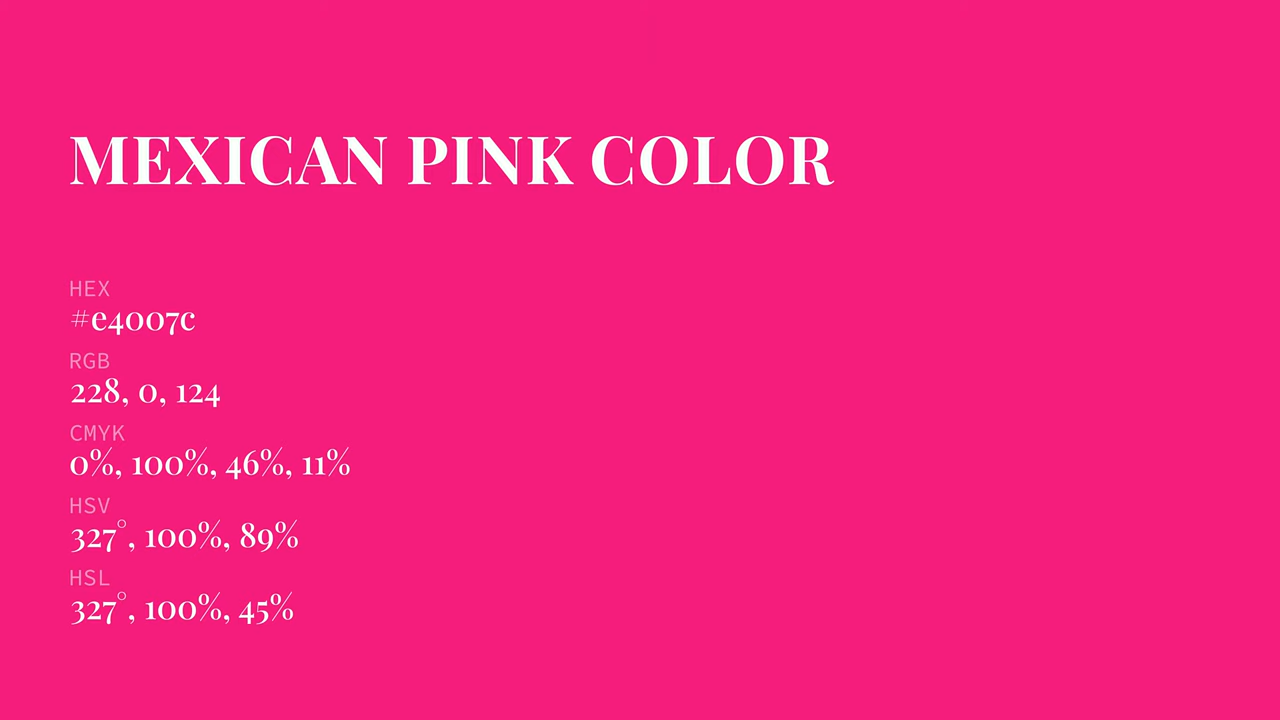 MEXICAN PINK COLOR
HEX
#e4007c
RGB
228, 0, 124
CMYK
0%, 100%, 46%, 11%
HSV
327°, 100%, 89%
HSL
327°, 100%, 45%